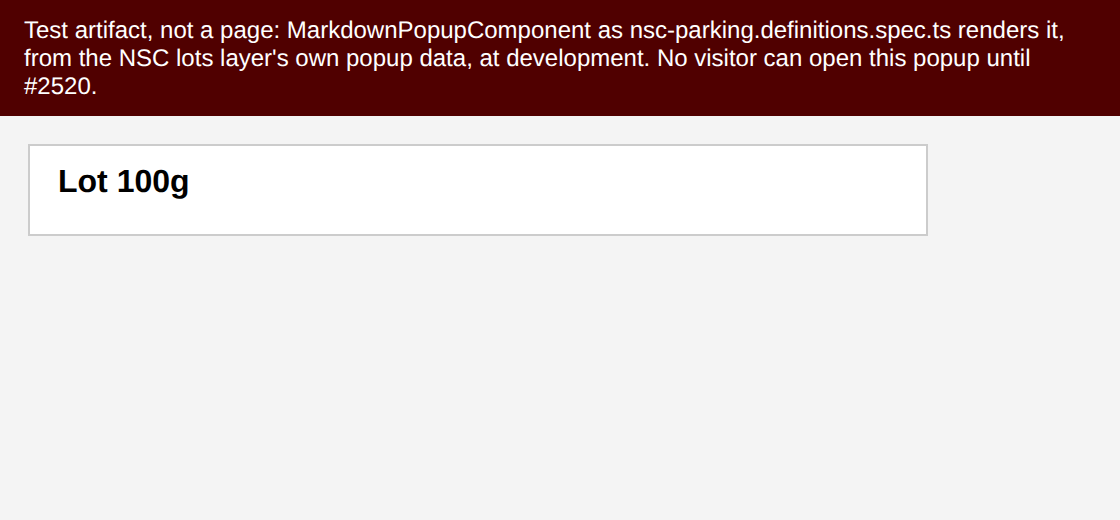 Test artifact, not a page: MarkdownPopupComponent as nsc-parking.definitions.spec.ts renders it,
from the NSC lots layer's own popup data, at development. No visitor can open this popup until
#2520.
Lot 100g